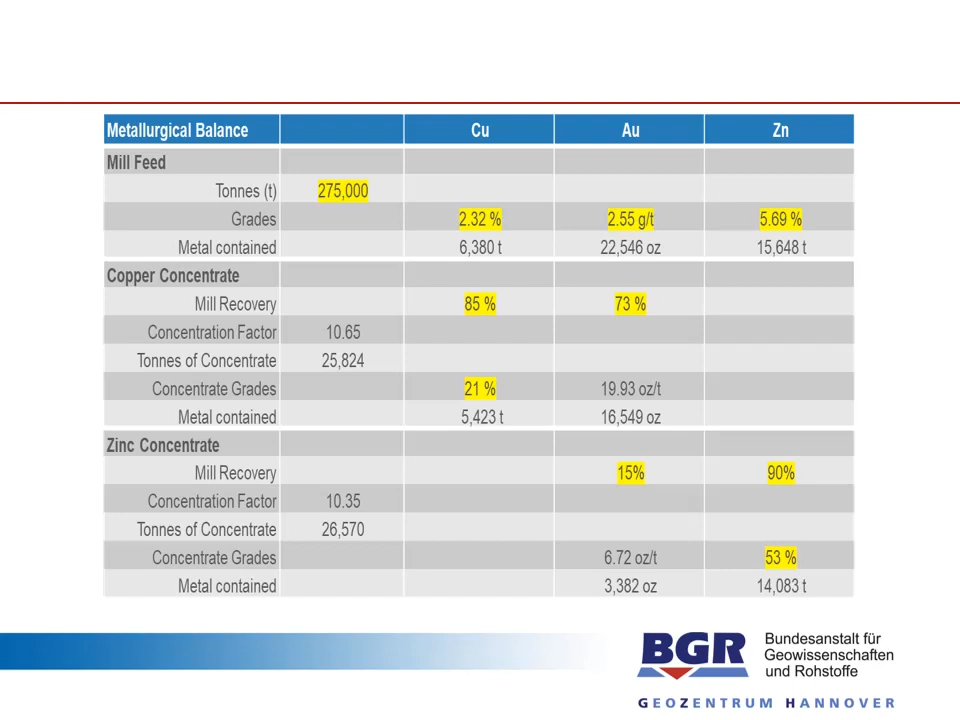 Metallurgical Balance Cu Au Zn
Mill Feed
Tonnes (t) 275,000
Grades 2.32 % 2.55 g/t 5.69 %
Metal contained 6,380 t 22,546 oz 15,648 t
Copper Concentrate
Mill Recovery 85 % 73 %
Concentration Factor 10.65
Tonnes of Concentrate 25,824
Concentrate Grades 21 % 19.93 oz/t
Metal contained 5,423 t 16,549 oz
Zinc Concentrate
Mill Recovery 15% 90%
Concentration Factor 10.35
Tonnes of Concentrate 26,570
Concentrate Grades 6.72 oz/t 53 %
Metal contained 3,382 oz 14,083 t
BGR
Bundesanstalt für
Geowissenschaften
und Rohstoffe
GEOZENTRUM HANNOVER